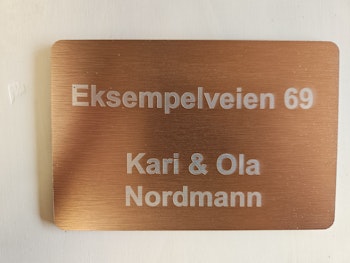 Eksempelveien 69
Kari & Ola
Nordmann